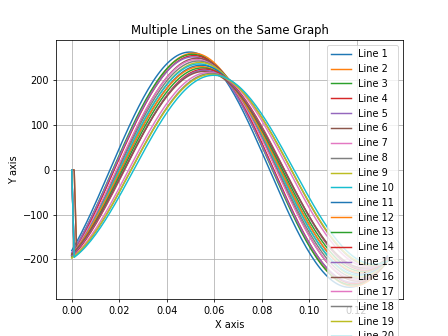 Multiple Lines on the Same Graph
Y axis
200
100
0
−100
−200
0.00
0.02
0.04
0.06
0.08
0.10
X axis
Line 1
Line 2
Line 3
Line 4
Line 5
Line 6
Line 7
Line 8
Line 9
Line 10
Line 11
Line 12
Line 13
Line 14
Line 15
Line 16
Line 17
Line 18
Line 19
Line 20